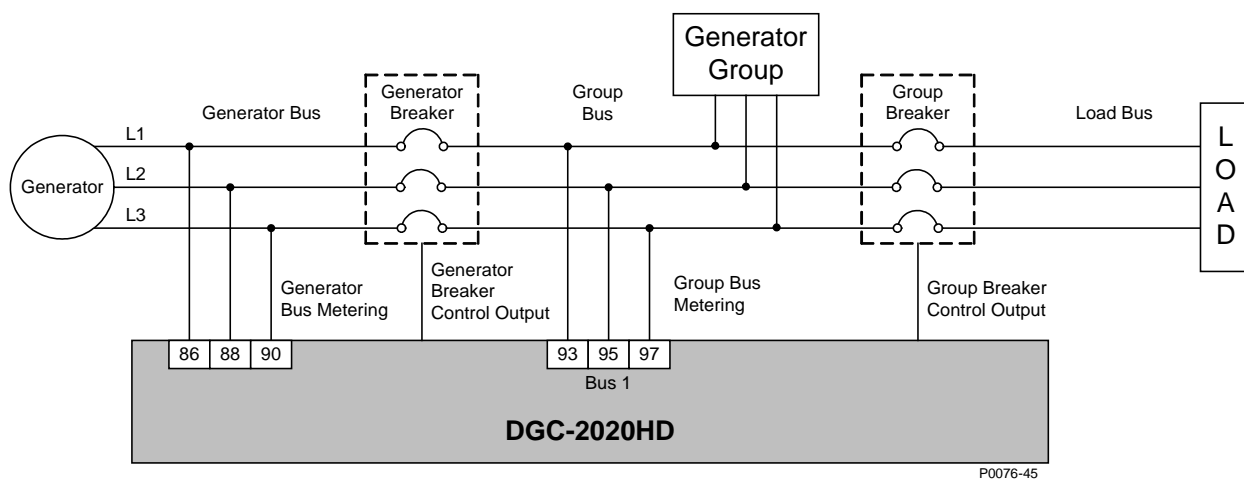 Generator
Group
Generator Bus
Generator
Breaker
Group
Bus
Group
Breaker
Load Bus
L1
L2
L3
Generator
L
O
A
D
Generator
Bus Metering
Generator
Breaker
Control Output
Group Bus
Metering
Group Breaker
Control Output
86 88 90
93 95 97
Bus 1
DGC-2020HD
P0076-45